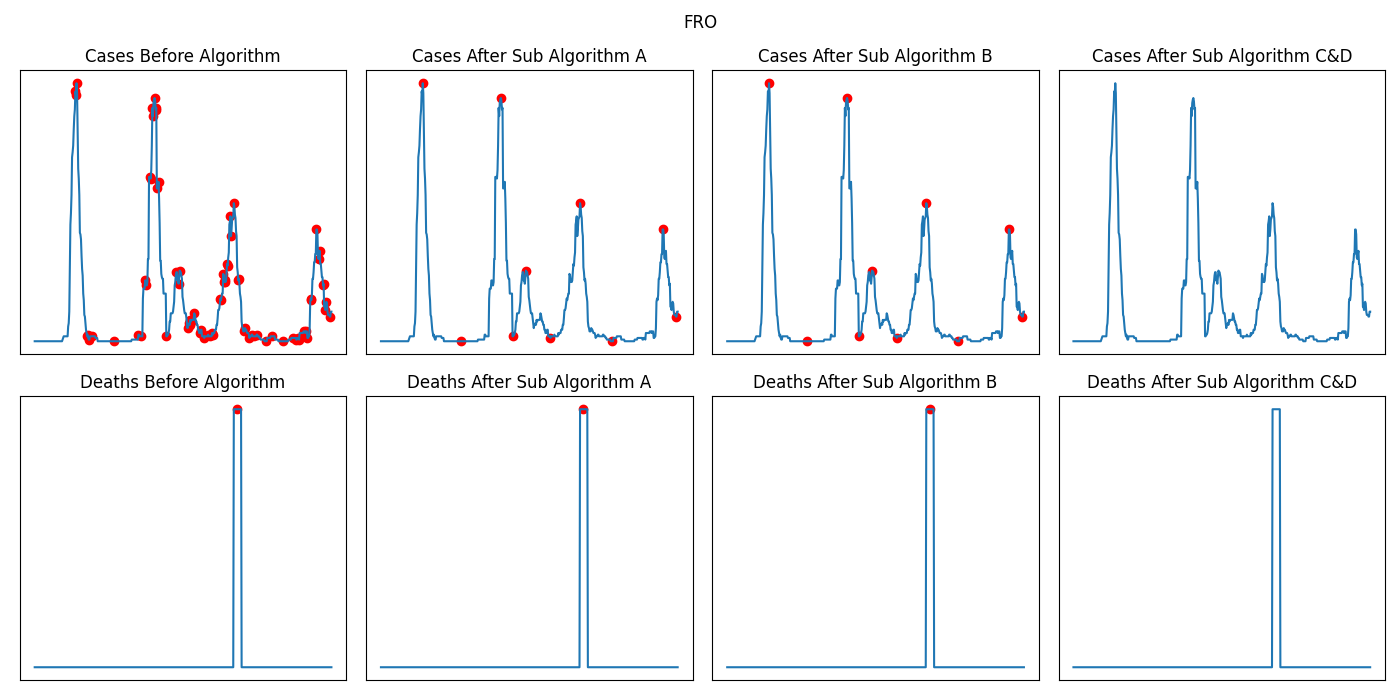 FRO
Cases Before Algorithm
Cases After Sub Algorithm A
Cases After Sub Algorithm B
Cases After Sub Algorithm C&D
Deaths Before Algorithm
Deaths After Sub Algorithm A
Deaths After Sub Algorithm B
Deaths After Sub Algorithm C&D